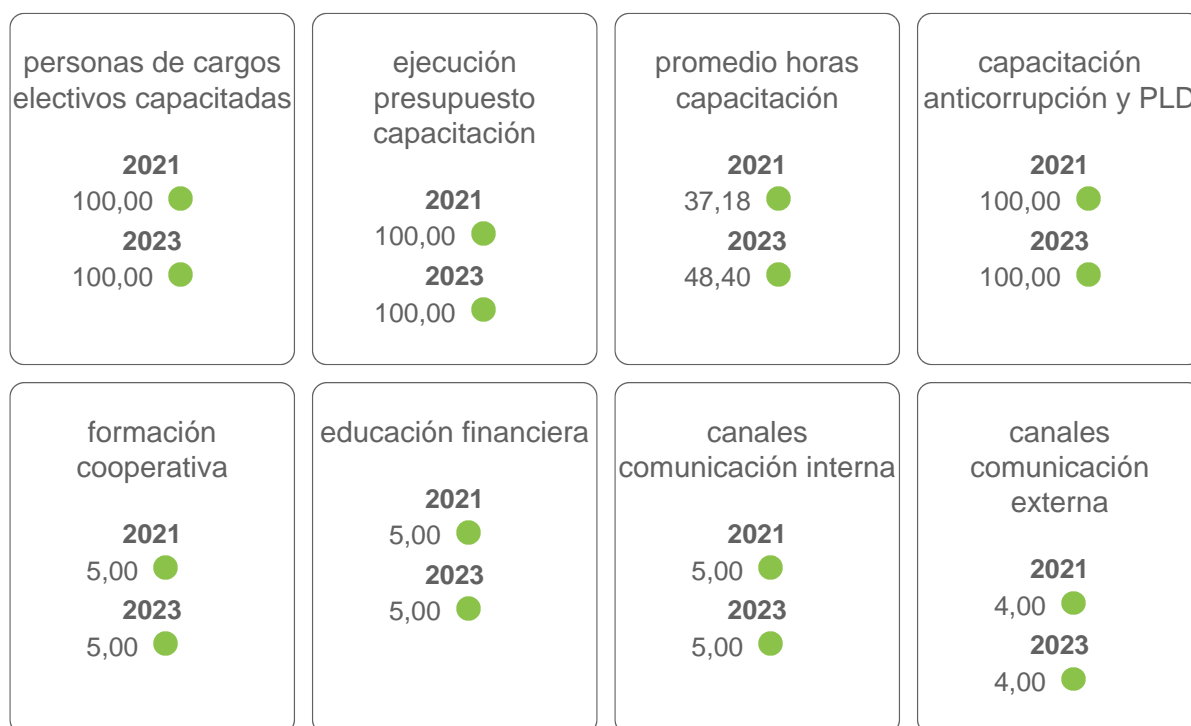 personas de cargos
electivos capacitadas
2021
100,00
2023
100,00
ejecución
presupuesto
capacitación
2021
100,00
2023
100,00
promedio horas
capacitación
2021
37,18
2023
48,40
capacitación
anticorrupción y PLD
2021
100,00
2023
100,00
formación
cooperativa
2021
5,00
2023
5,00
educación financiera
2021
5,00
2023
5,00
canales
comunicación interna
2021
5,00
2023
5,00
canales
comunicación
externa
2021
4,00
2023
4,00